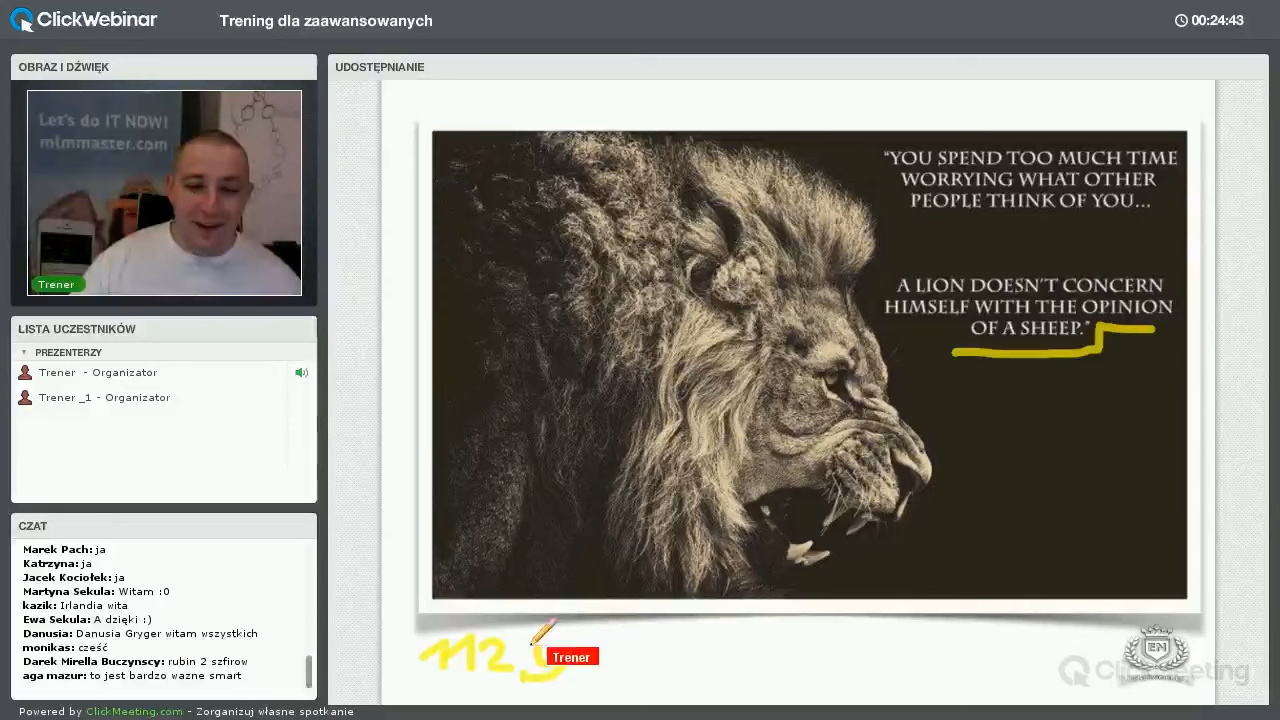 ClickWebinar
Trening dla zaawansowanych
00:24:43
OBRAZ I DŹWIĘK
UDOSTĘPNIANIE
Let's do IT NOW!
mlmmaster.com
Trener
LISTA UCZESTNIKÓW
PREZENTERZY
Trener - Organizator
Trener _1 - Organizator
CZAT
Marek Pach: ja
Katrzyna: ja
Jacek Kociołek: ja
Martyna Sekula: Witam :0
kazik: Irlandia wita
Ewa Sekula: A dzięki :)
Danusia: Danusia Gryger witam wszystkich
monikas: cześć
Darek Mirella Buczynscy: rubin 2 szfirow
aga mazur: to jest bardzo wazne smart
"YOU SPEND TOO MUCH TIME
WORRYING WHAT OTHER
PEOPLE THINK OF YOU...
A LION DOESN'T CONCERN
HIMSELF WITH THE OPINION
OF A SHEEP."
112
Trener
EN
ClickMeeting
Powered by ClickMeeting.com - Zorganizuj własne spotkanie